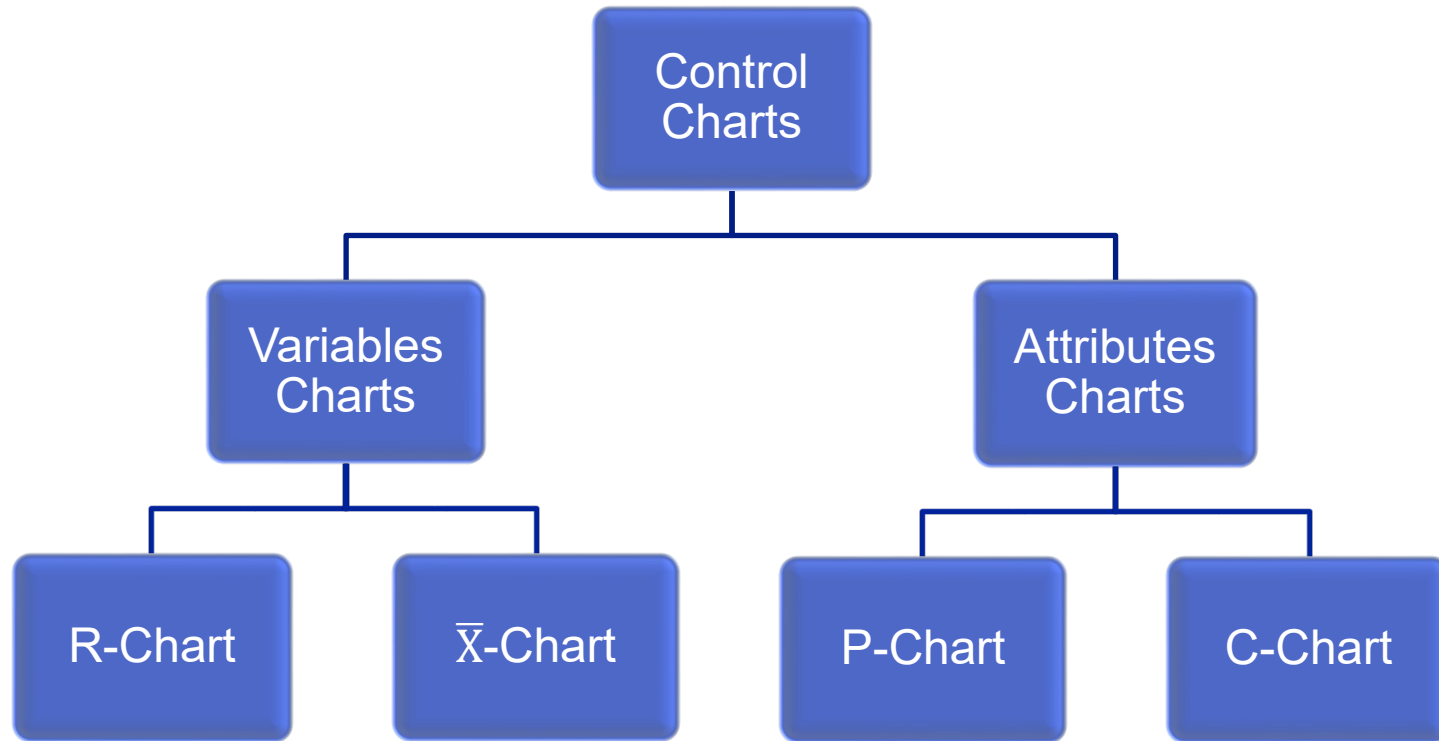 Control
Charts
Variables
Charts
Attributes
Charts
R-Chart
X̅-Chart
P-Chart
C-Chart